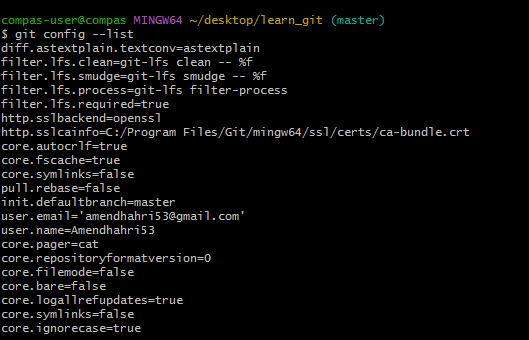 compas-user@compas MINGW64 ~/desktop/learn_git (master)
$ git config --list
diff.astextplain.textconv=astextplain
filter.lfs.clean=git-lfs clean -- %f
filter.lfs.smudge=git-lfs smudge -- %f
filter.lfs.process=git-lfs filter-process
filter.lfs.required=true
http.sslbackend=openssl
http.sslcainfo=C:/Program Files/Git/mingw64/ssl/certs/ca-bundle.crt
core.autocrlf=true
core.fscache=true
core.symlinks=false
pull.rebase=false
init.defaultbranch=master
user.email='amendhahri53@gmail.com'
user.name=Amendhahri53
core.pager=cat
core.repositoryformatversion=0
core.filemode=false
core.bare=false
core.logallrefupdates=true
core.symlinks=false
core.ignorecase=true